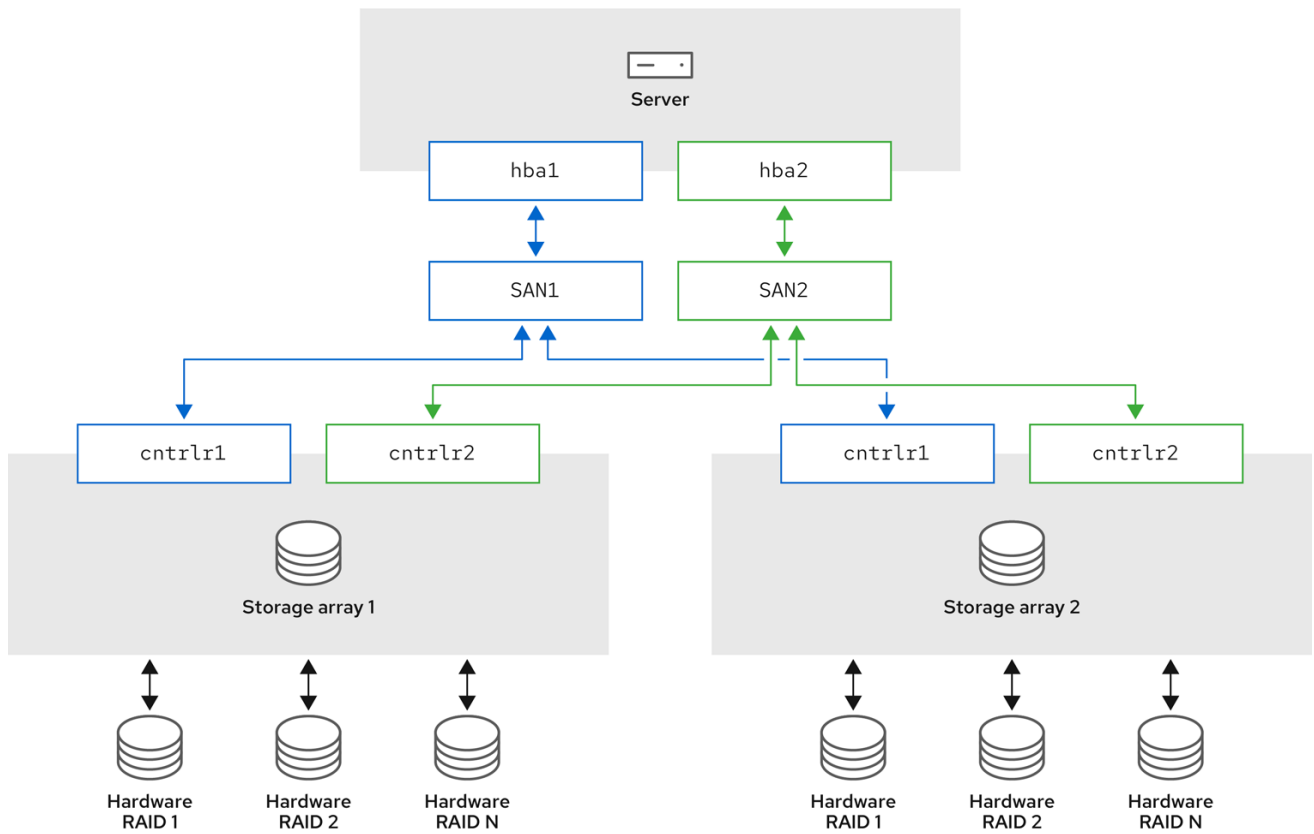 Server
hba1
hba2
SAN1
SAN2
cntrlr1
cntrlr2
cntrlr1
cntrlr2
Storage array 1
Storage array 2
Hardware
RAID 1
Hardware
RAID 2
Hardware
RAID N
Hardware
RAID 1
Hardware
RAID 2
Hardware
RAID N